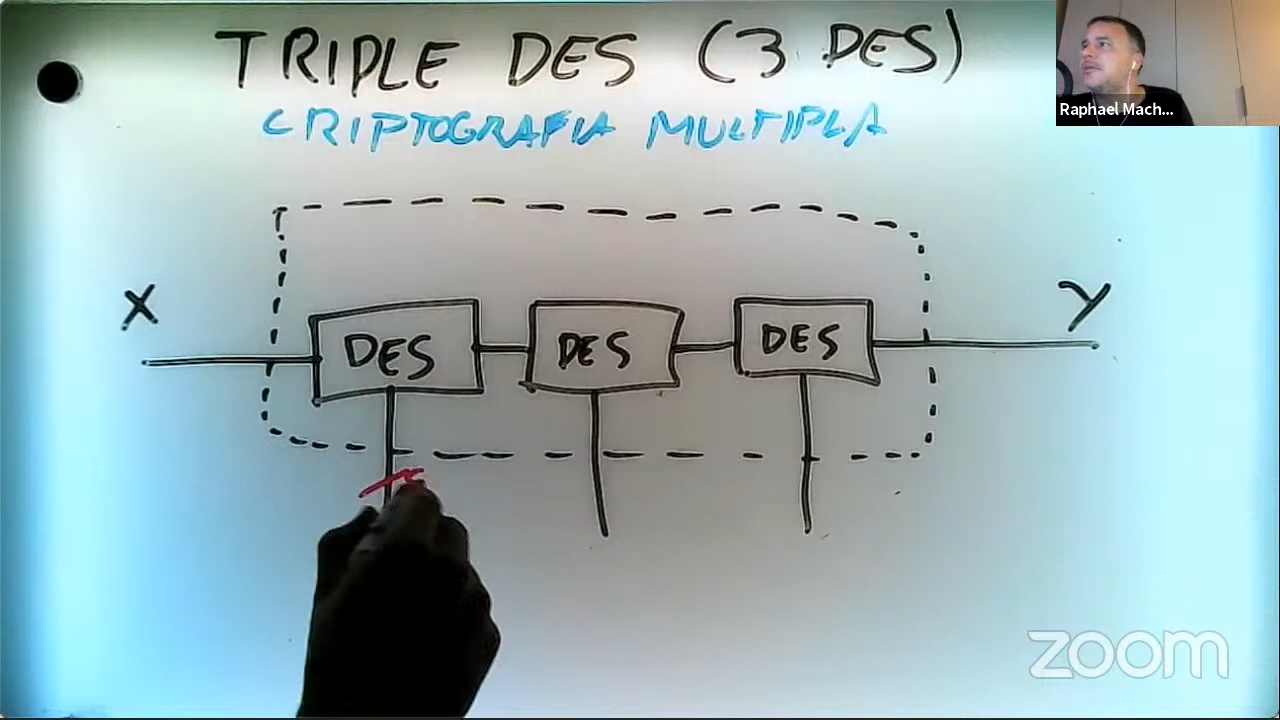 TRIPLE DES (3 DES)
CRIPTOGRAFIA MULTIPLA
Raphael Mach...
X
Y
DES DES DES
zoom